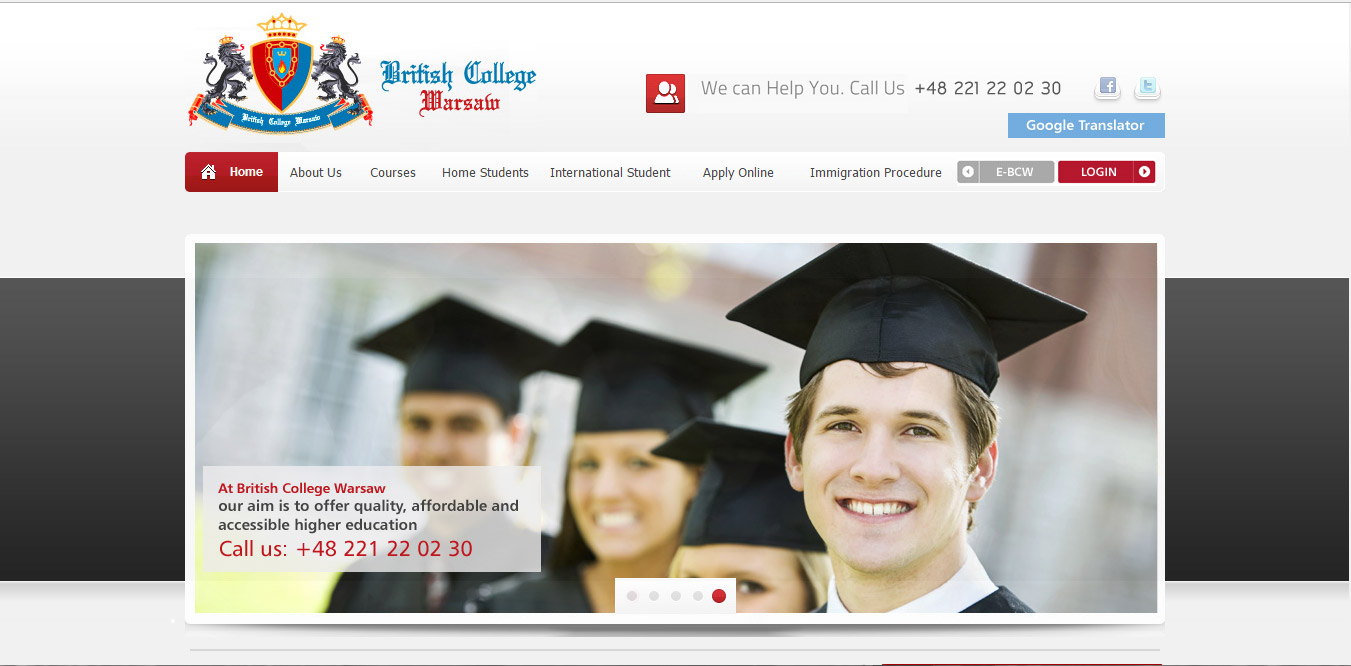 British College
Warsaw
British College Warsaw
We can Help You. Call Us +48 221 22 02 30
Google Translator
Home
About Us
Courses
Home Students
International Student
Apply Online
Immigration Procedure
E-BCW
LOGIN
At British College Warsaw
our aim is to offer quality, affordable and
accessible higher education
Call us: +48 221 22 02 30